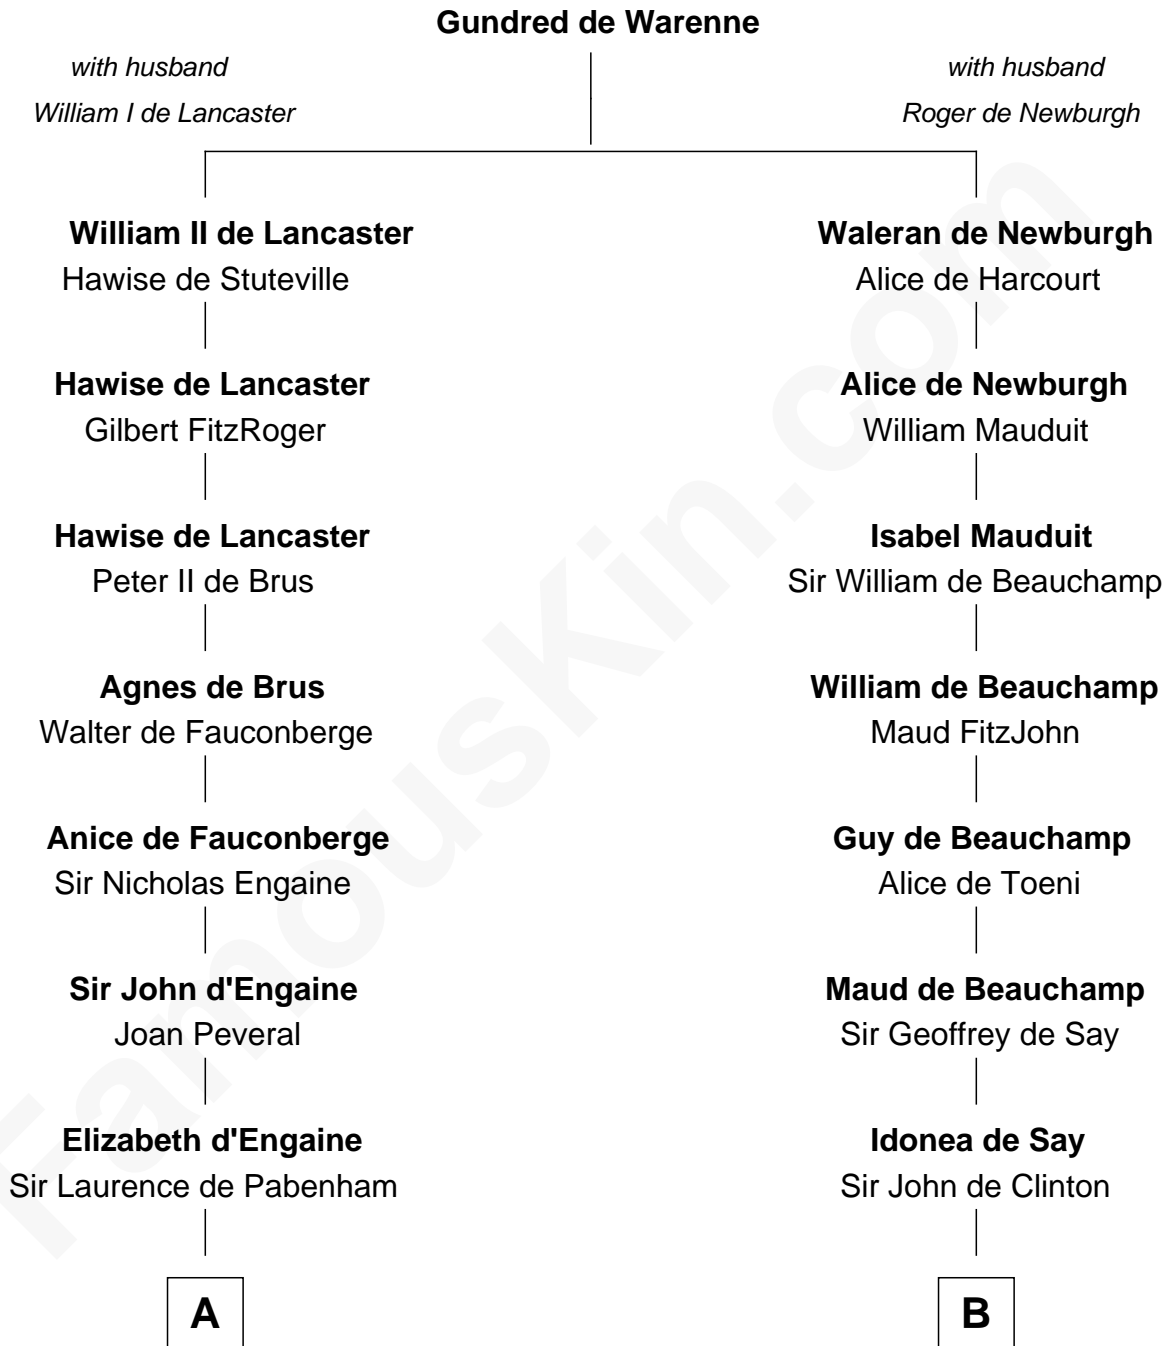 Gundred de Warenne
with husband
William I de Lancaster
with husband
Roger de Newburgh
William II de Lancaster
Hawise de Stuteville
Waleran de Newburgh
Alice de Harcourt
Hawise de Lancaster
Gilbert FitzRoger
Alice de Newburgh
William Mauduit
Hawise de Lancaster
Peter II de Brus
Isabel Mauduit
Sir William de Beauchamp
Agnes de Brus
Walter de Fauconberge
William de Beauchamp
Maud FitzJohn
Anice de Fauconberge
Sir Nicholas Engaine
Guy de Beauchamp
Alice de Toeni
Sir John d'Engaine
Joan Peveral
Maud de Beauchamp
Sir Geoffrey de Say
Elizabeth d'Engaine
Sir Laurence de Pabenham
Idonea de Say
Sir John de Clinton
A
B
FamousKin.com